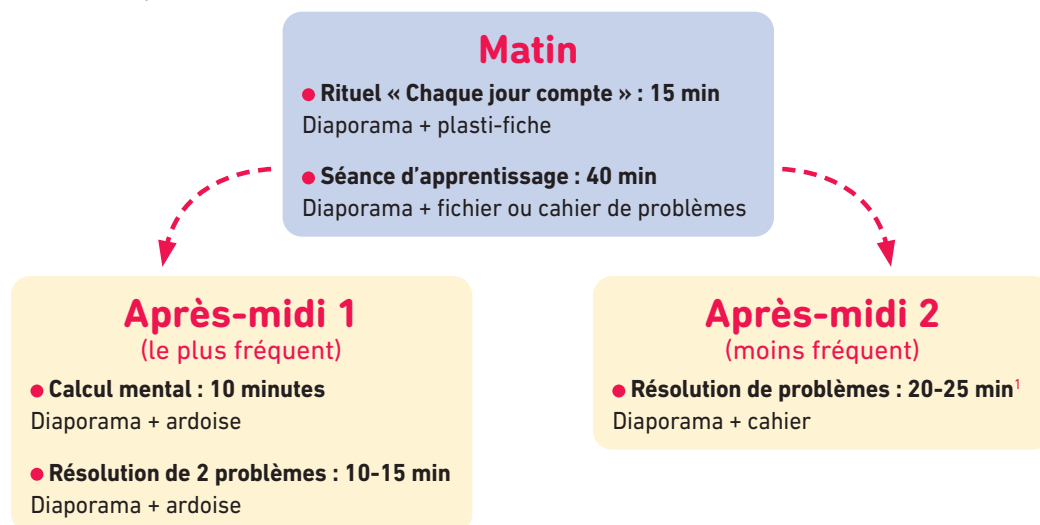 Matin
● Rituel « Chaque jour compte » : 15 min
Diaporama + plasti-fiche
● Séance d’apprentissage : 40 min
Diaporama + fichier ou cahier de problèmes
Après-midi 1
(le plus fréquent)
● Calcul mental : 10 minutes
Diaporama + ardoise
● Résolution de 2 problèmes : 10-15 min
Diaporama + ardoise
Après-midi 2
(moins fréquent)
● Résolution de problèmes : 20-25 min¹
Diaporama + cahier